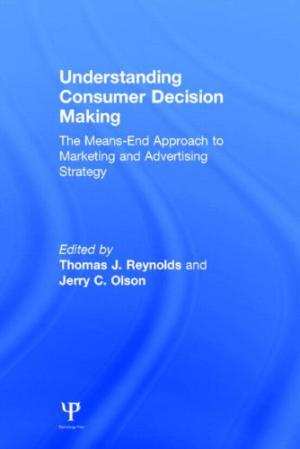 Understanding
Consumer Decision
Making
The Means-End Approach to
Marketing and Advertising
Strategy
Edited by
Thomas J. Reynolds and
Jerry C. Olson
Psychology Press